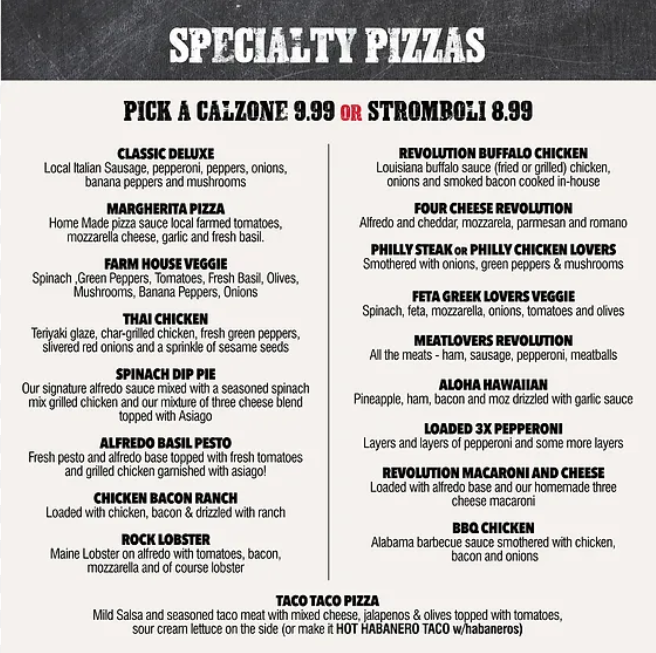 SPECIALTY PIZZAS
PICK A CALZONE 9.99 OR STROMBOLI 8.99
CLASSIC DELUXE
Local Italian Sausage, pepperoni, peppers, onions,
banana peppers and mushrooms
MARGHERITA PIZZA
Home Made pizza sauce local farmed tomatoes,
mozzarella cheese, garlic and fresh basil.
FARM HOUSE VEGGIE
Spinach ,Green Peppers, Tomatoes, Fresh Basil, Olives,
Mushrooms, Banana Peppers, Onions
THAI CHICKEN
Teriyaki glaze, char-grilled chicken, fresh green peppers,
slivered red onions and a sprinkle of sesame seeds
SPINACH DIP PIE
Our signature alfredo sauce mixed with a seasoned spinach
mix grilled chicken and our mixture of three cheese blend
topped with Asiago
ALFREDO BASIL PESTO
Fresh pesto and alfredo base topped with fresh tomatoes
and grilled chicken garnished with asiago!
CHICKEN BACON RANCH
Loaded with chicken, bacon & drizzled with ranch
ROCK LOBSTER
Maine Lobster on alfredo with tomatoes, bacon,
mozzarella and of course lobster
REVOLUTION BUFFALO CHICKEN
Louisiana buffalo sauce (fried or grilled) chicken,
onions and smoked bacon cooked in-house
FOUR CHEESE REVOLUTION
Alfredo and cheddar, mozzarela, parmesan and romano
PHILLY STEAK OR PHILLY CHICKEN LOVERS
Smothered with onions, green peppers & mushrooms
FETA GREEK LOVERS VEGGIE
Spinach, feta, mozzarella, onions, tomatoes and olives
MEATLOVERS REVOLUTION
All the meats - ham, sausage, pepperoni, meatballs
ALOHA HAWAIIAN
Pineapple, ham, bacon and moz drizzled with garlic sauce
LOADED 3X PEPPERONI
Layers and layers of pepperoni and some more layers
REVOLUTION MACARONI AND CHEESE
Loaded with alfredo base and our homemade three
cheese macaroni
BBQ CHICKEN
Alabama barbecue sauce smothered with chicken,
bacon and onions
TACO TACO PIZZA
Mild Salsa and seasoned taco meat with mixed cheese, jalapenos & olives topped with tomatoes,
sour cream lettuce on the side (or make it HOT HABANERO TACO w/habaneros)